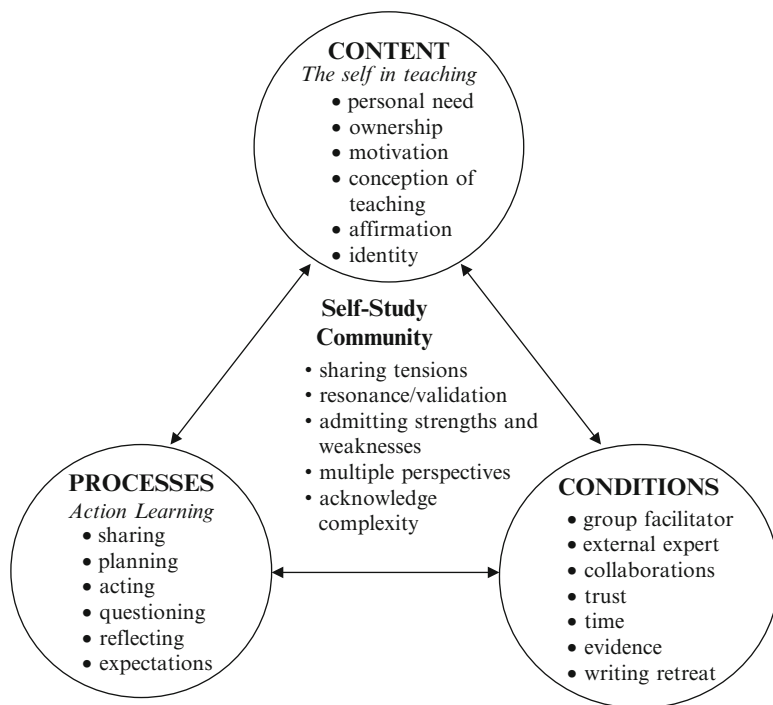 CONTENT
The self in teaching
• personal need
• ownership
• motivation
• conception of
teaching
• affirmation
• identity
Self-Study
Community
• sharing tensions
• resonance/validation
• admitting strengths and
weaknesses
• multiple perspectives
• acknowledge
complexity
PROCESSES
Action Learning
• sharing
• planning
• acting
• questioning
• reflecting
• expectations
CONDITIONS
• group facilitator
• external expert
• collaborations
• trust
• time
• evidence
• writing retreat